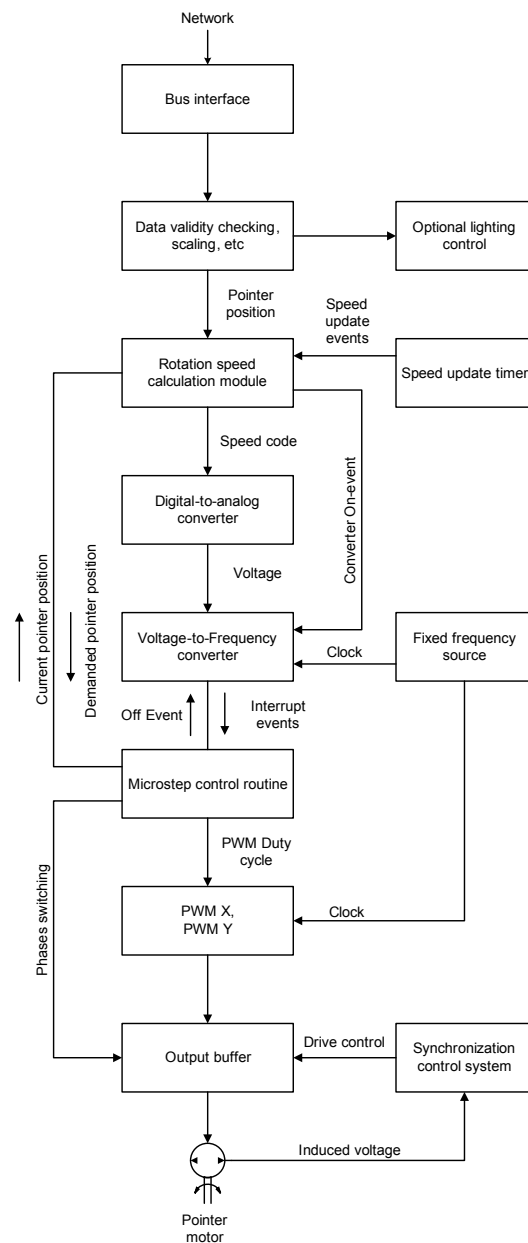 Network
Bus interface
Data validity checking,
scaling, etc
Optional lighting
control
Pointer
position
Speed
update
events
Rotation speed
calculation module
Speed update timer
Speed code
Converter On-event
Digital-to-analog
converter
Voltage
Current pointer position
Demanded pointer position
Voltage-to-Frequency
converter
Clock
Fixed frequency
source
Off Event
Interrupt
events
Microstep control routine
PWM Duty
cycle
Phases switching
PWM X,
PWM Y
Clock
Output buffer
Drive control
Synchronization
control system
Induced voltage
Pointer
motor